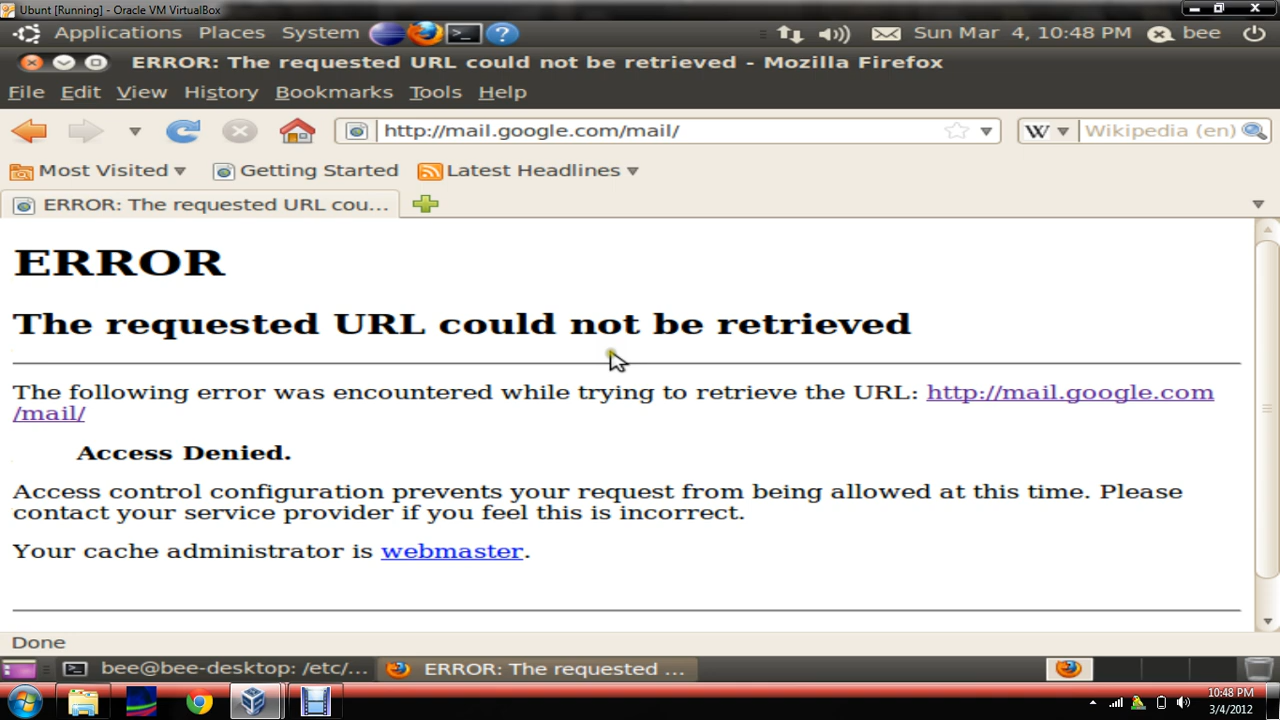 Ubunt [Running] - Oracle VM VirtualBox
Applications Places System Sun Mar 4, 10:48 PM bee
ERROR: The requested URL could not be retrieved - Mozilla Firefox
File Edit View History Bookmarks Tools Help
http://mail.google.com/mail/ W Wikipedia (en)
Most Visited Getting Started Latest Headlines
ERROR: The requested URL cou...
ERROR
The requested URL could not be retrieved
The following error was encountered while trying to retrieve the URL: http://mail.google.com
/mail/
Access Denied.
Access control configuration prevents your request from being allowed at this time. Please
contact your service provider if you feel this is incorrect.
Your cache administrator is webmaster.
Done
bee@bee-desktop: /etc/... ERROR: The requested ...
10:48 PM
3/4/2012